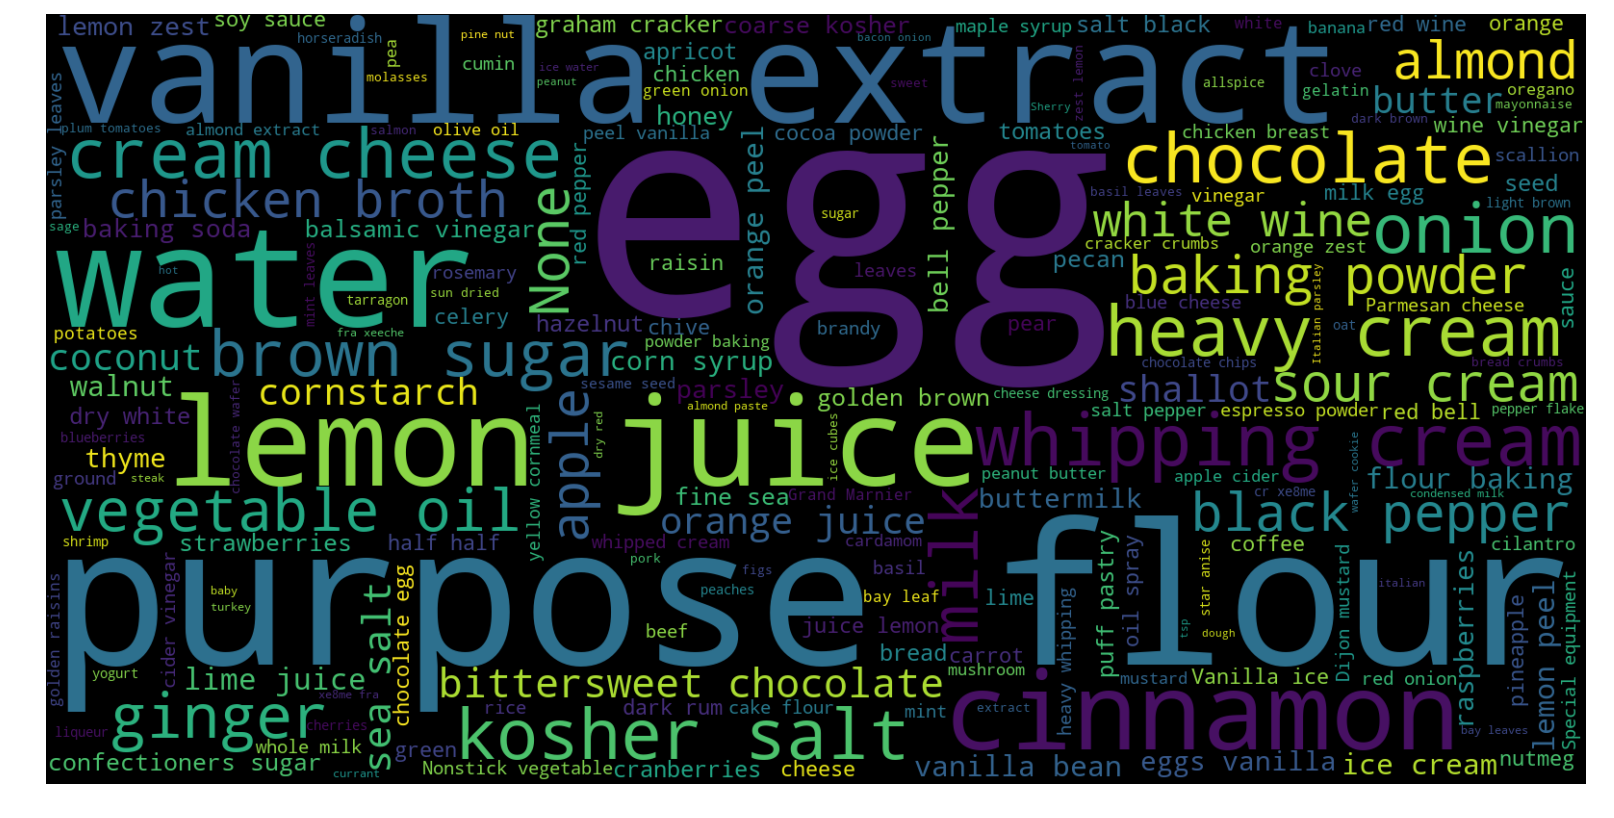 lemon zest
soy sauce
horseradish
pea
pine nut
molasses
cumin
graham cracker
coarse kosher
maple syrup
salt black
white
banana
red wine
orange
vanilla extract
apricot
chicken
green onion
peanut
ice water
honey
bacon onion
sweet
allspice
Sherry
zest lemon
clove
gelatin
almond
butter
oregano
mayonnaise
parsley leaves
plum tomatoes
almond extract
salmon
olive oil
peel vanilla
cocoa powder
tomatoes
tomato
chicken breast
dark brown
wine vinegar
cream cheese
red pepper
orange peel
egg
chocolate
scallion
chicken broth
None
sugar
bell pepper
basil leaves
vinegar
milk egg
seed
light brown
sage
baking soda
balsamic vinegar
raisin
leaves
white wine
onion
cracker crumbs
orange zest
water
hot
mint leaves
rosemary
tarragon
sun dried
pecan
baking powder
blue cheese
Parmesan cheese
Italian parsley
sauce
potatoes
fra xeeche
celery
hazelnut
chive
brandy
pear
heavy cream
oat
coconut
brown sugar
powder baking
corn syrup
chocolate chips
bread crumbs
walnut
chocolate wafer
cornstarch
sesame seed
parsley
golden brown
cheese dressing
shallot
sour cream
dry white
lemon juice
apple
almond paste
dry red
ice cubes
salt pepper
espresso powder
red bell
pepper flake
blueberries
thyme
whipping cream
ground
steak
yellow cornmeal
peanut butter
apple cider
wafer cookie
flour baking
vegetable oil
fine sea
Grand Marnier
buttermilk
cr xe8me
condensed milk
orange juice
milk
black pepper
shrimp
strawberries
half half
whipped cream
cardamom
coffee
cilantro
purpose flour
golden raisins
cider vinegar
baby
turkey
sea salt
chocolate egg
pork
figs
basil
peaches
bay leaf
lime
heavy whipping
puff pastry
oil spray
tsp
star anise
dough
Dijon mustard
italian
raspberries
pineapple
lemon peel
Special equipment
beef
juice lemon
bread
carrot
yogurt
lime juice
bittersweet chocolate
mushroom
mustard
Vanilla ice
red onion
xe8me fra
ginger
cherries
liqueur
kosher salt
rice
dark rum
cake flour
mint
extract
cinnamon
bay leaves
whole milk
green
confectioners sugar
currant
Nonstick vegetable
cranberries
cheese
vanilla bean
eggs vanilla
ice cream
nutmeg